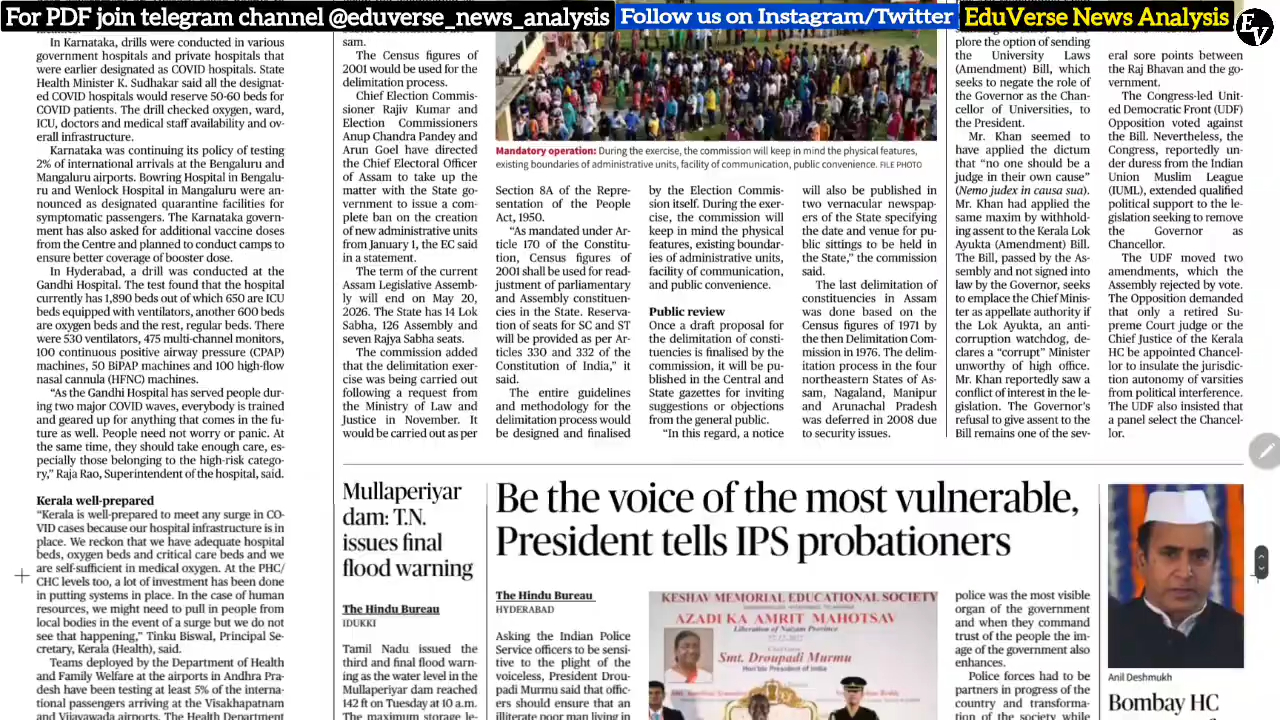 For PDF join telegram channel @eduverse_news_analysis
Follow us on Instagram/Twitter
EduVerse News Analysis
EV
In Karnataka, drills were conducted in various
government hospitals and private hospitals that
were earlier designated as COVID hospitals. State
Health Minister K. Sudhakar said all the designat-
ed COVID hospitals would reserve 50-60 beds for
COVID patients. The drill checked oxygen, ward,
ICU, doctors and medical staff availability and ov-
erall infrastructure.
Karnataka was continuing its policy of testing
2% of international arrivals at the Bengaluru and
Mangaluru airports. Bowring Hospital in Bengalu-
ru and Wenlock Hospital in Mangaluru were an-
nounced as designated quarantine facilities for
symptomatic passengers. The Karnataka govern-
ment has also asked for additional vaccine doses
from the Centre and planned to conduct camps to
ensure better coverage of booster dose.
In Hyderabad, a drill was conducted at the
Gandhi Hospital. The test found that the hospital
currently has 1,890 beds out of which 650 are ICU
beds equipped with ventilators, another 600 beds
are oxygen beds and the rest, regular beds. There
were 530 ventilators, 475 multi-channel monitors,
100 continuous positive airway pressure (CPAP)
machines, 50 BiPAP machines and 100 high-flow
nasal cannula (HFNC) machines.
"As the Gandhi Hospital has served people dur-
ing two major COVID waves, everybody is trained
and geared up for anything that comes in the fu-
ture as well. People need not worry or panic. At
the same time, they should take enough care, es-
pecially those belonging to the high-risk catego-
ry," Raja Rao, Superintendent of the hospital, said.
Kerala well-prepared
"Kerala is well-prepared to meet any surge in CO-
VID cases because our hospital infrastructure is in
place. We reckon that we have adequate hospital
beds, oxygen beds and critical care beds and we
are self-sufficient in medical oxygen. At the PHC/
CHC levels too, a lot of investment has been done
in putting systems in place. In the case of human
resources, we might need to pull in people from
local bodies in the event of a surge but we do not
see that happening," Tinku Biswal, Principal Se-
cretary, Kerala (Health), said.
Teams deployed by the Department of Health
and Family Welfare at the airports in Andhra Pra-
desh have been testing at least 5% of the interna-
tional passengers arriving at the Visakhapatnam
and Vijayawada airports. The Health Department
sam.
The Census figures of
2001 would be used for the
delimitation process.
Chief Election Commis-
sioner Rajiv Kumar and
Election Commissioners
Anup Chandra Pandey and
Arun Goel have directed
the Chief Electoral Officer
of Assam to take up the
matter with the State go-
vernment to issue a com-
plete ban on the creation
of new administrative units
from January 1, the EC said
in a statement.
The term of the current
Assam Legislative Assemb-
ly will end on May 20,
2026. The State has 14 Lok
Sabha, 126 Assembly and
seven Rajya Sabha seats.
The commission added
that the delimitation exer-
cise was being carried out
following a request from
the Ministry of Law and
Justice in November. It
would be carried out as per
Mandatory operation: During the exercise, the commission will keep in mind the physical features,
existing boundaries of administrative units, facility of communication, public convenience. FILE PHOTO
Section 8A of the Repre-
sentation of the People
Act, 1950.
"As mandated under Ar-
ticle 170 of the Constitu-
tion, Census figures of
2001 shall be used for read-
justment of parliamentary
and Assembly constituen-
cies in the State. Reserva-
tion of seats for SC and ST
will be provided as per Ar-
ticles 330 and 332 of the
Constitution of India," it
said.
The entire guidelines
and methodology for the
delimitation process would
be designed and finalised
by the Election Commis-
sion itself. During the exer-
cise, the commission will
keep in mind the physical
features, existing boundar-
ies of administrative units,
facility of communication,
and public convenience.
Public review
Once a draft proposal for
the delimitation of consti-
tuencies is finalised by the
commission, it will be pu-
blished in the Central and
State gazettes for inviting
suggestions or objections
from the general public.
"In this regard, a notice
will also be published in
two vernacular newspap-
ers of the State specifying
the date and venue for pu-
blic sittings to be held in
the State," the commission
said.
The last delimitation of
constituencies in Assam
was done based on the
Census figures of 1971 by
the then Delimitation Com-
mission in 1976. The delim-
itation process in the four
northeastern States of As-
sam, Nagaland, Manipur
and Arunachal Pradesh
was deferred in 2008 due
to security issues.
plore the option of sending
the University Laws
(Amendment) Bill, which
seeks to negate the role of
the Governor as the Chan-
cellor of Universities, to
the President.
Mr. Khan seemed to
have applied the dictum
that "no one should be a
judge in their own cause"
(Nemo judex in causa sua).
Mr. Khan had applied the
same maxim by withhold-
ing assent to the Kerala Lok
Ayukta (Amendment) Bill.
The Bill, passed by the As-
sembly and not signed into
law by the Governor, seeks
to emplace the Chief Minis-
ter as appellate authority if
the Lok Ayukta, an anti-
corruption watchdog, de-
clares a "corrupt" Minister
unworthy of high office.
Mr. Khan reportedly saw a
conflict of interest in the le-
gislation. The Governor's
refusal to give assent to the
Bill remains one of the sev-
eral sore points between
the Raj Bhavan and the go-
vernment.
The Congress-led Unit-
ed Democratic Front (UDF)
Opposition voted against
the Bill. Nevertheless, the
Congress, reportedly un-
der duress from the Indian
Union Muslim League
(IUML), extended qualified
political support to the le-
gislation seeking to remove
the Governor as
Chancellor.
The UDF moved two
amendments, which the
Assembly rejected by vote.
The Opposition demanded
that only a retired Su-
preme Court judge or the
Chief Justice of the Kerala
HC be appointed Chancel-
lor to insulate the jurisdic-
tion autonomy of varsities
from political interference.
The UDF also insisted that
a panel select the Chancel-
lor.
Mullaperiyar
dam: T.N.
issues final
flood warning
The Hindu Bureau
IDUKKI
Tamil Nadu issued the
third and final flood warn-
ing as the water level in the
Mullaperiyar dam reached
142 ft on Tuesday at 10 a.m.
The maximum storage le-
Be the voice of the most vulnerable,
President tells IPS probationers
The Hindu Bureau
HYDERABAD
Asking the Indian Police
Service officers to be sensi-
tive to the plight of the
voiceless, President Drou-
padi Murmu said that offic-
ers should ensure that an
illiterate poor man living in
KESHAV MEMORIAL EDUCATIONAL SOCIETY
AZADI KA AMRIT MAHOTSAV
Liberation of Nizam Province
Smt. Droupadi Murmu
Hon'ble President of India
police was the most visible
organ of the government
and when they command
trust of the people the im-
age of the government also
enhances.
Police forces had to be
partners in progress of the
country and transforma-
tion of the society while
Anil Deshmukh
Bombay HC